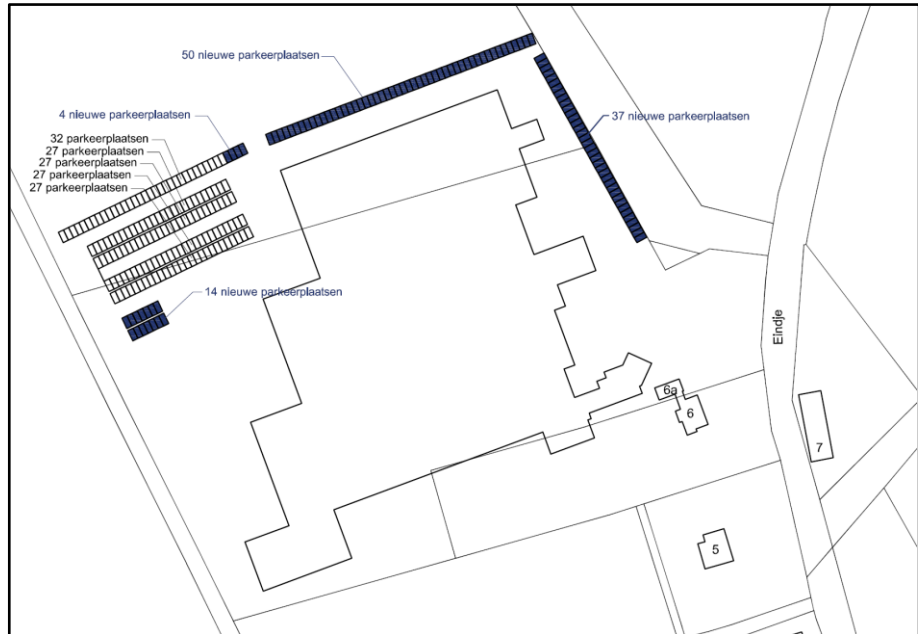 50 nieuwe parkeerplaatsen
4 nieuwe parkeerplaatsen
37 nieuwe parkeerplaatsen
32 parkeerplaatsen
27 parkeerplaatsen
27 parkeerplaatsen
27 parkeerplaatsen
27 parkeerplaatsen
14 nieuwe parkeerplaatsen
Eindje
6a
6
7
5